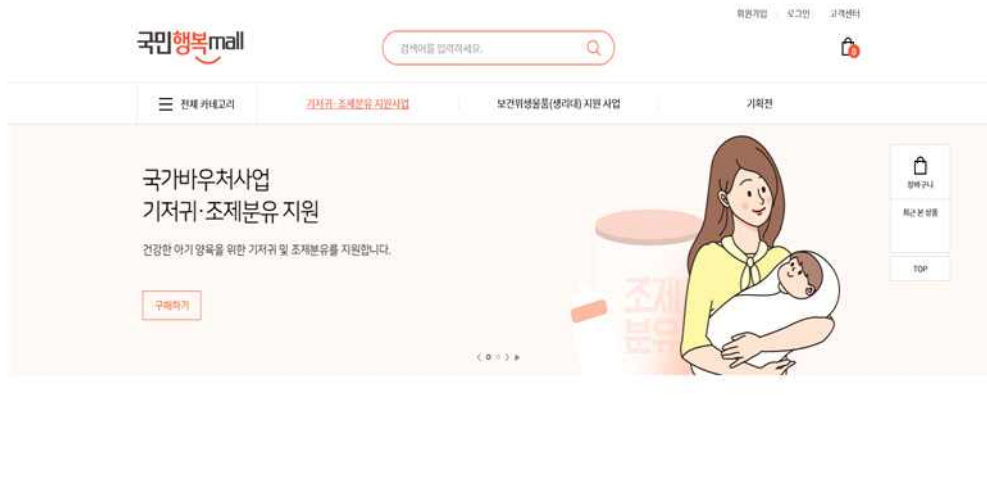 회원가입 로그인 고객센터
국민행복mall
검색어를 입력하세요.
0
전체 카테고리 기저귀·조제분유 지원사업 보건위생물품(생리대) 지원 사업 기획전
국가바우처사업
기저귀·조제분유 지원
건강한 아기 양육을 위한 기저귀 및 조제분유를 지원합니다.
구매하기
조제
분유
장바구니
최근 본 상품
TOP